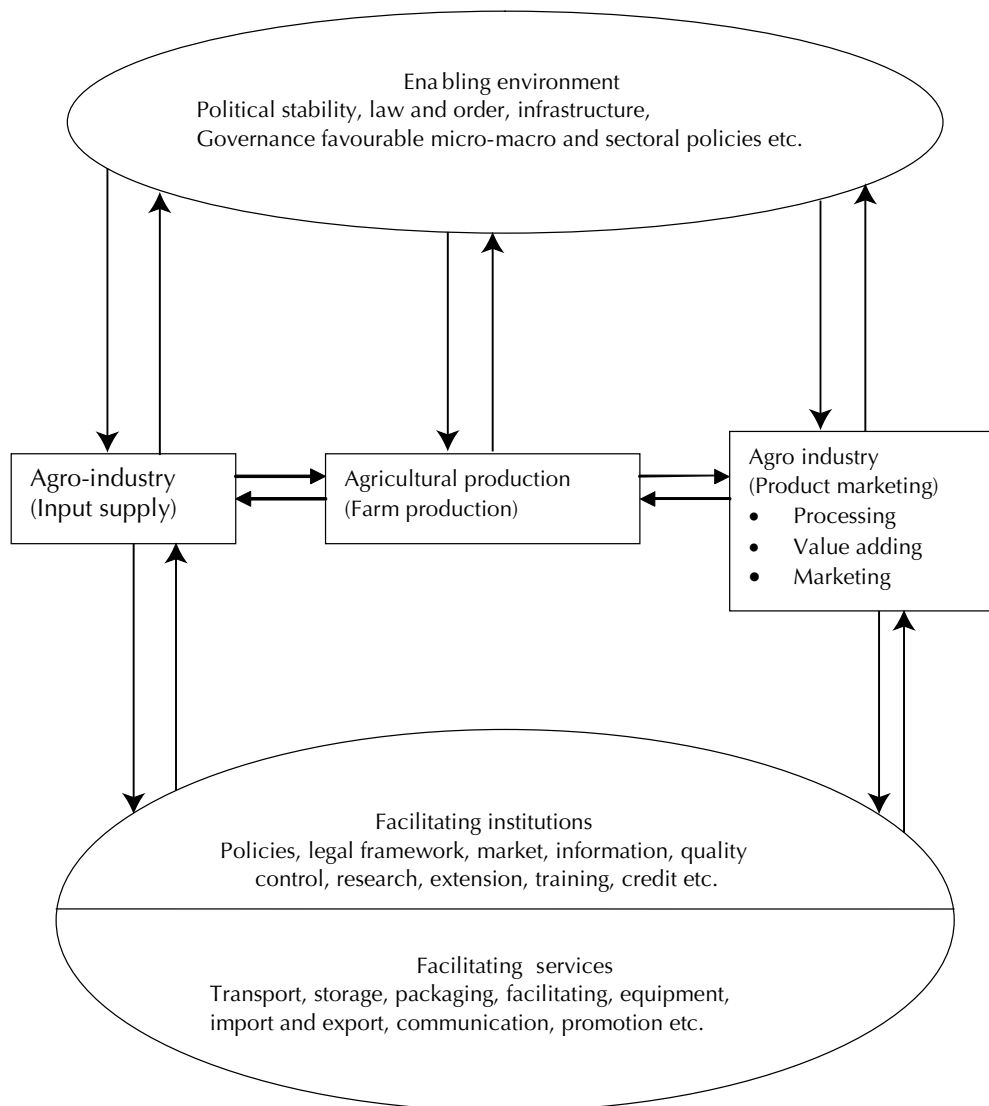 Enabling environment
Political stability, law and order, infrastructure,
Governance favourable micro-macro and sectoral policies etc.
Agro-industry
(Input supply)
Agricultural production
(Farm production)
Agro industry
(Product marketing)
• Processing
• Value adding
• Marketing
Facilitating institutions
Policies, legal framework, market, information, quality
control, research, extension, training, credit etc.
Facilitating services
Transport, storage, packaging, facilitating, equipment,
import and export, communication, promotion etc.